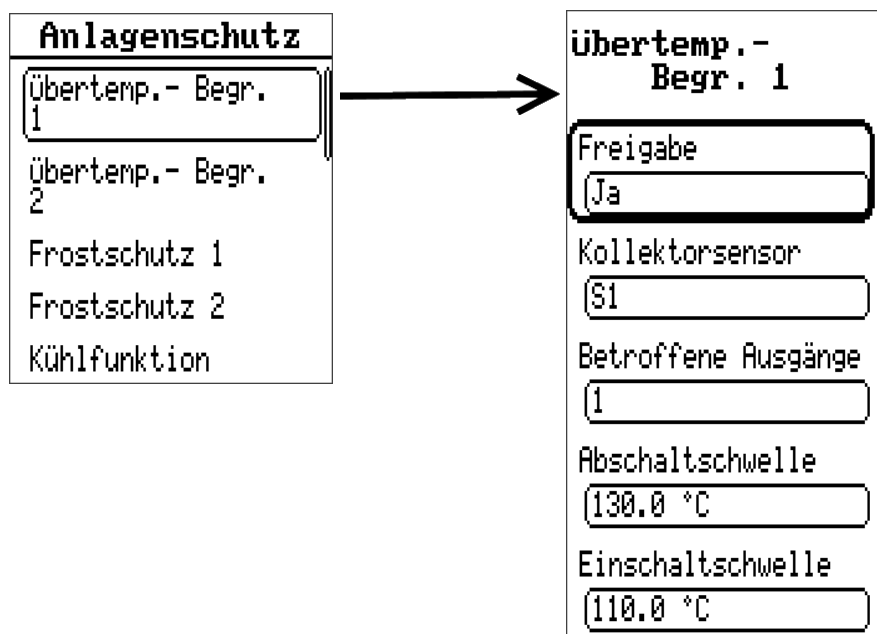 Anlagenschutz
Übertemp.- Begr.
1
Übertemp.- Begr.
2
Frostschutz 1
Frostschutz 2
Kühlfunktion
Übertemp.-
Begr. 1
Freigabe
Ja
Kollektorsensor
S1
Betroffene Ausgänge
1
Abschaltschwelle
130.0 °C
Einschaltschwelle
110.0 °C